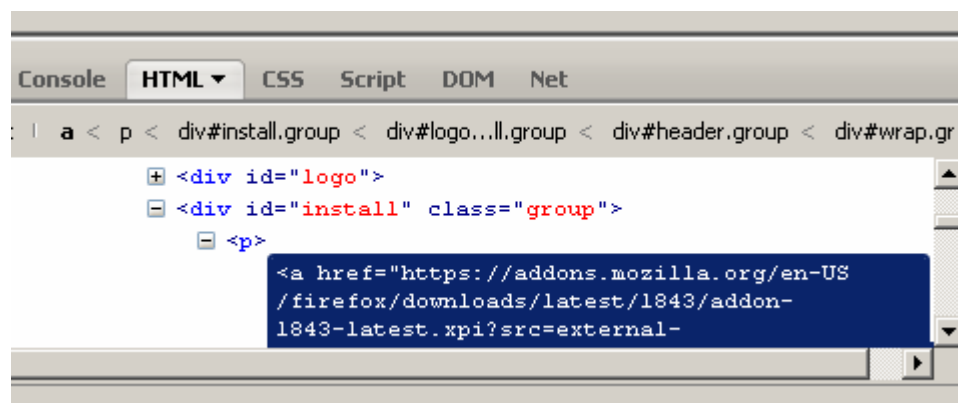 Console HTML CSS Script DOM Net
a < p < div#install.group < div#logo...ll.group < div#header.group < div#wrap.gr
<div id="logo">
<div id="install" class="group">
<p>
<a href="https://addons.mozilla.org/en-US
/firefox/downloads/latest/1843/addon-
1843-latest.xpi?src=external-